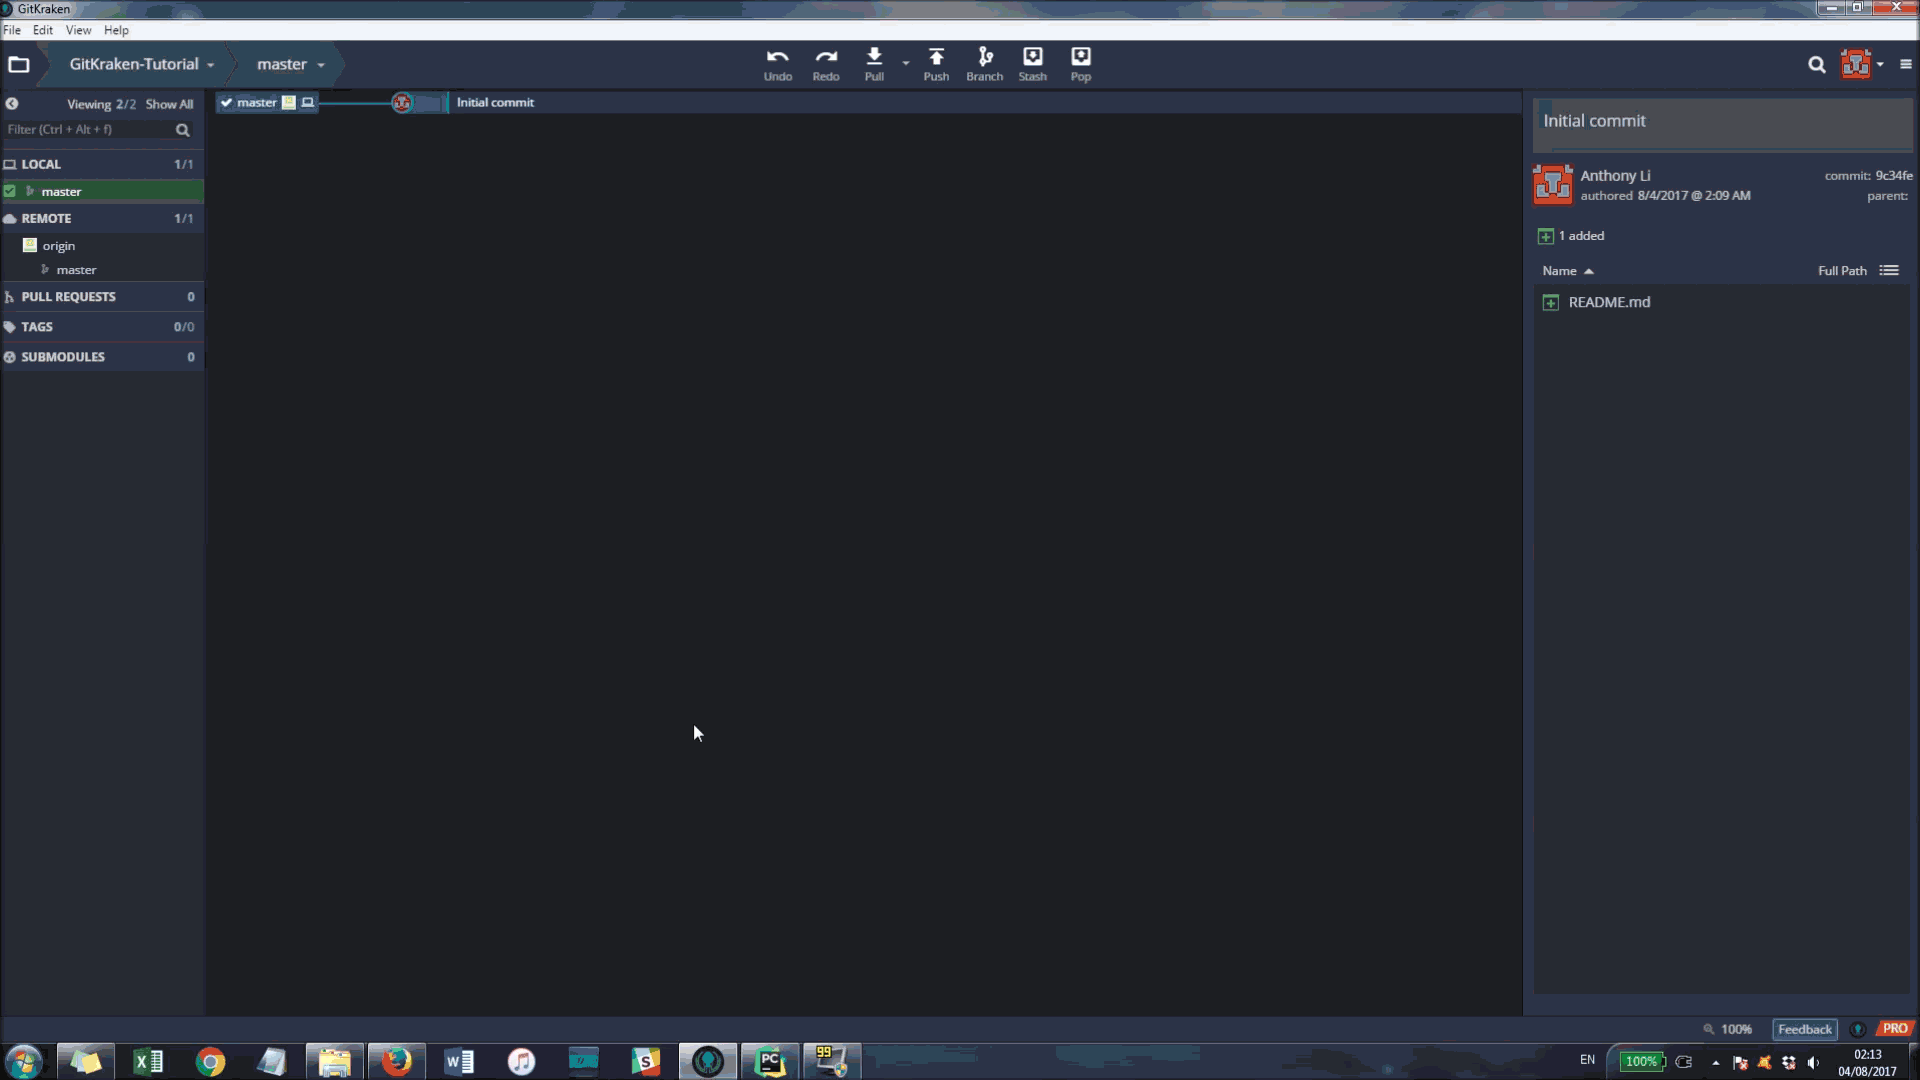 GitKraken
File Edit View Help
GitKraken-Tutorial master
Undo Redo Pull Push Branch Stash Pop
Viewing 2/2 Show All
Filter (Ctrl + Alt + f)
LOCAL 1/1
master
REMOTE 1/1
origin
master
PULL REQUESTS 0
TAGS 0/0
SUBMODULES 0
master Initial commit
Initial commit
Anthony Li commit: 9c34fe
authored 8/4/2017 @ 2:09 AM parent:
1 added
Name Full Path
README.md
100% Feedback PRO
X W S PC 99
EN 100% 02:13
04/08/2017